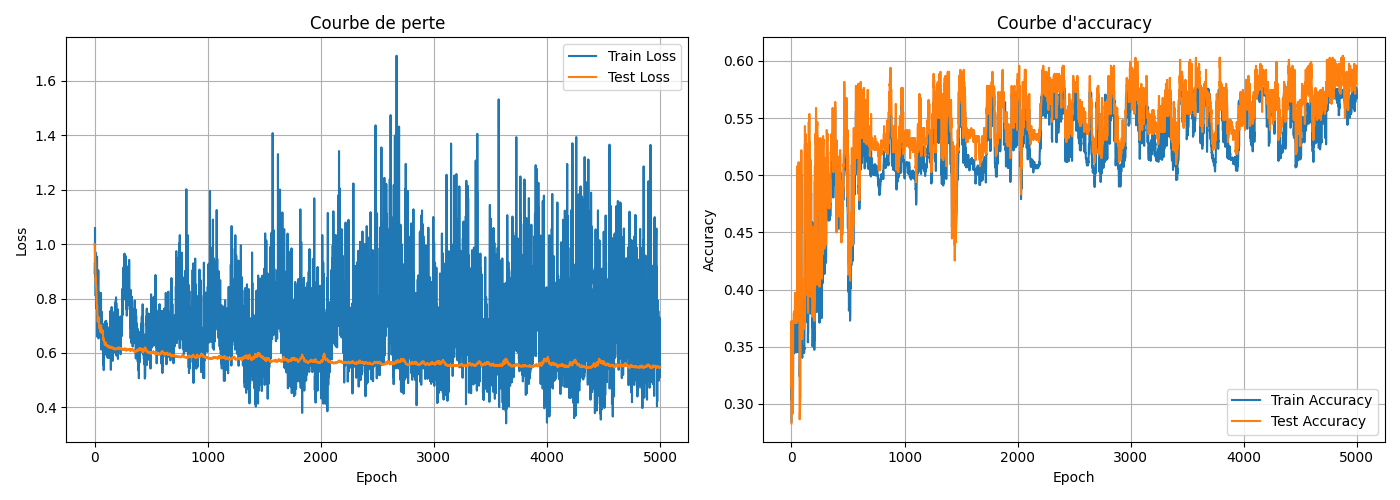 Courbe de perte
Train Loss
Test Loss
1.6
1.4
1.2
1.0
0.8
0.6
0.4
Loss
0 1000 2000 3000 4000 5000
Epoch
Courbe d'accuracy
0.60
0.55
0.50
0.45
0.40
0.35
0.30
Accuracy
Train Accuracy
Test Accuracy
0 1000 2000 3000 4000 5000
Epoch